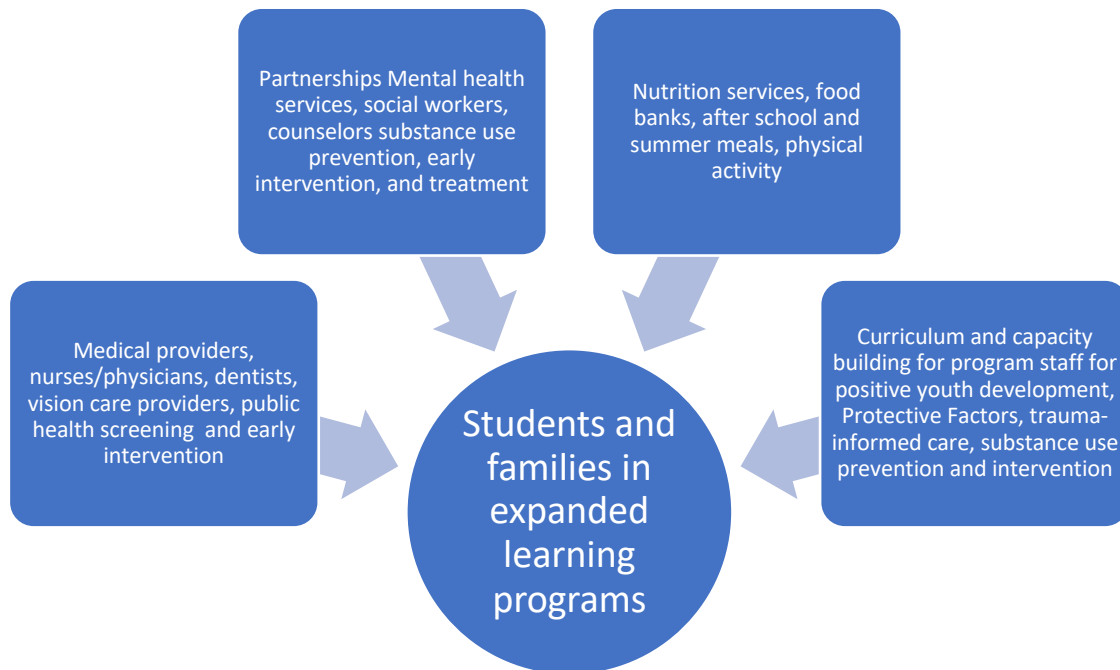 Partnerships Mental health
services, social workers,
counselors substance use
prevention, early
intervention, and treatment
Nutrition services, food
banks, after school and
summer meals, physical
activity
Medical providers,
nurses/physicians, dentists,
vision care providers, public
health screening  and early
intervention
Curriculum and capacity
building for program staff for
positive youth development,
Protective Factors, trauma-
informed care, substance use
prevention and intervention
Students and
families in
expanded
learning
programs